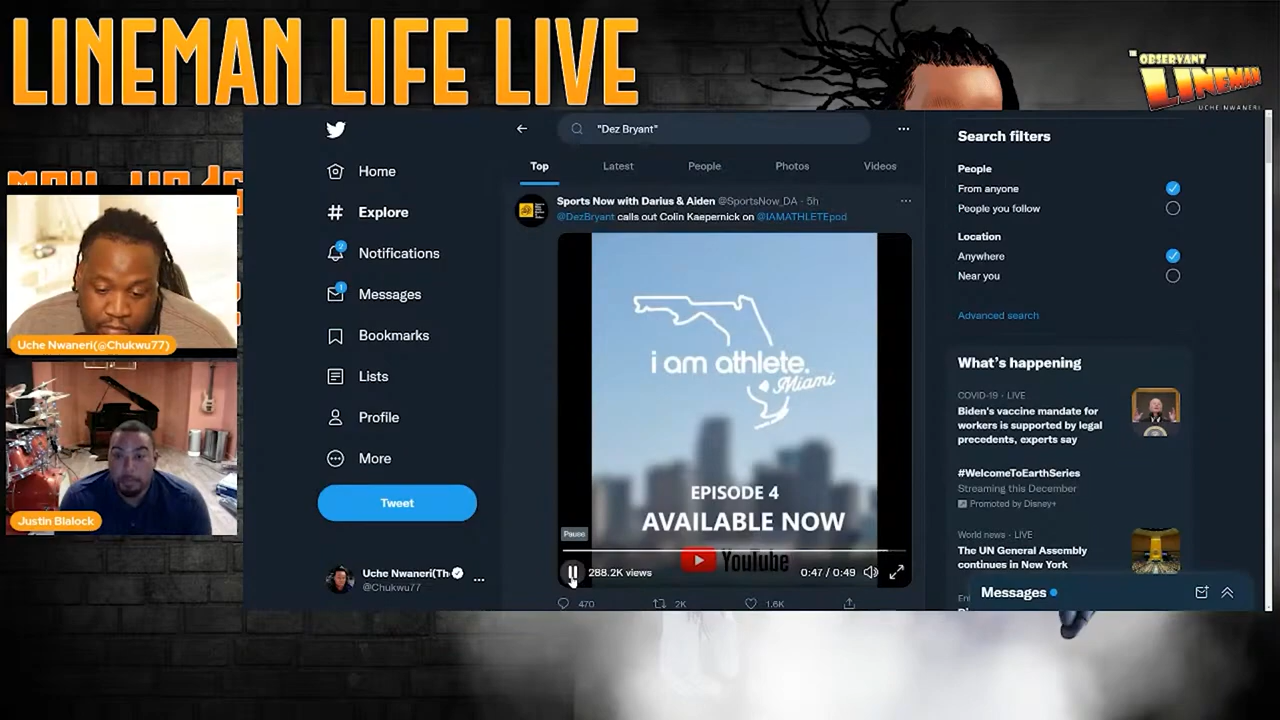 LINEMAN LIFE LIVE
THE
OBSERVANT
LINEMAN
UCHE NWANERI
"Dez Bryant"
Top
Latest
People
Photos
Videos
Home
Explore
2
Notifications
1
Messages
Bookmarks
Lists
Profile
More
Tweet
Uche Nwaneri(Th
@Chukwu77
Sports Now with Darius & Aiden @SportsNow_DA · 5h
@DezBryant calls out Colin Kaepernick on @IAMATHLETEpod
i am athlete.
Miami
EPISODE 4
AVAILABLE NOW
YouTube
Pause
288.2K views
0:47 / 0:49
470
2K
1.6K
Search filters
People
From anyone
People you follow
Location
Anywhere
Near you
Advanced search
What's happening
COVID-19 · LIVE
Biden's vaccine mandate for
workers is supported by legal
precedents, experts say
#WelcomeToEarthSeries
Streaming this December
Promoted by Disney+
World news · LIVE
The UN General Assembly
continues in New York
Messages
Uche Nwaneri(@Chukwu77)
Justin Blalock